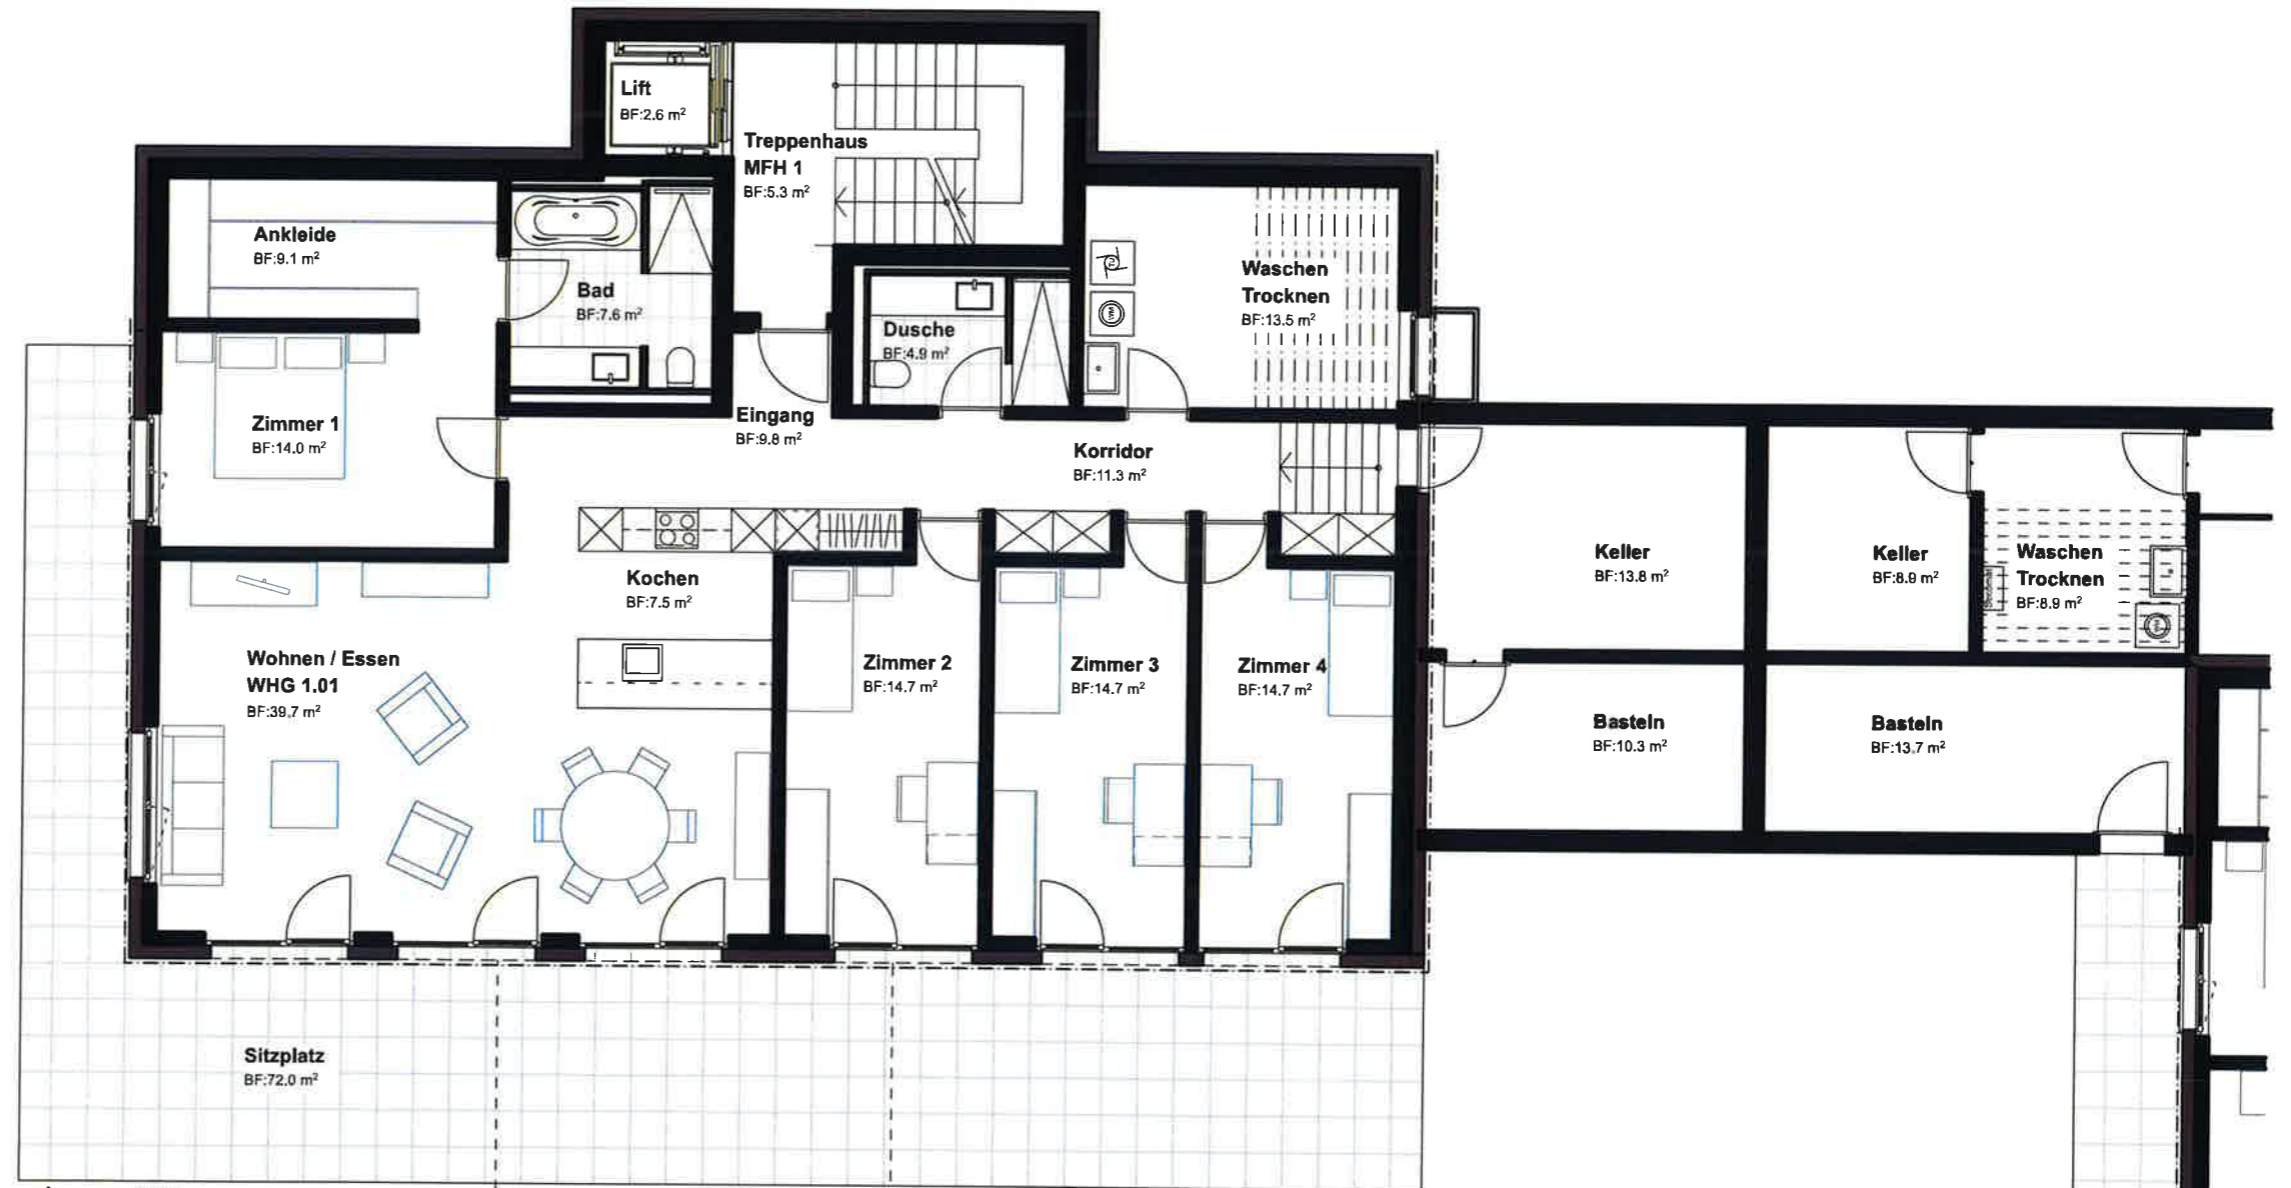 Lift
BF:2.6 m²
Treppenhaus
MFH 1
BF:5.3 m²
Ankleide
BF:9.1 m²
Bad
BF:7.6 m²
Waschen
Trocknen
BF:13.5 m²
Dusche
BF:4.9 m²
Zimmer 1
BF:14.0 m²
Eingang
BF:9.8 m²
Korridor
BF:11.3 m²
Kochen
BF:7.5 m²
Keller
BF:13.8 m²
Keller
BF:8.9 m²
Waschen
Trocknen
BF:8.9 m²
Wohnen / Essen
WHG 1.01
BF:39.7 m²
Zimmer 2
BF:14.7 m²
Zimmer 3
BF:14.7 m²
Zimmer 4
BF:14.7 m²
Basteln
BF:10.3 m²
Basteln
BF:13.7 m²
Sitzplatz
BF:72.0 m²